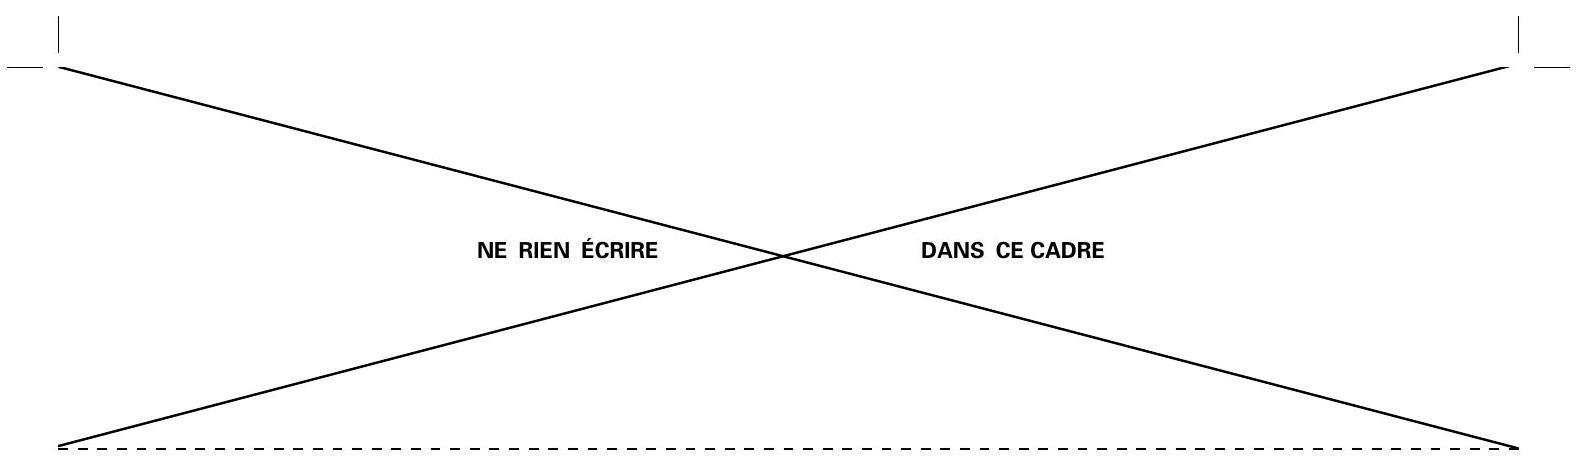 NE RIEN ÉCRIRE DANS CE CADRE